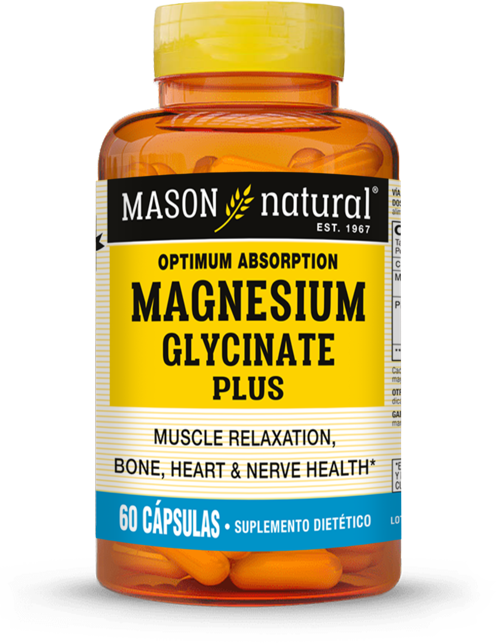 MASON natural®
EST. 1967
OPTIMUM ABSORPTION
MAGNESIUM
GLYCINATE
PLUS
MUSCLE RELAXATION,
BONE, HEART & NERVE HEALTH*
60 CÁPSULAS • SUPLEMENTO DIETÉTICO